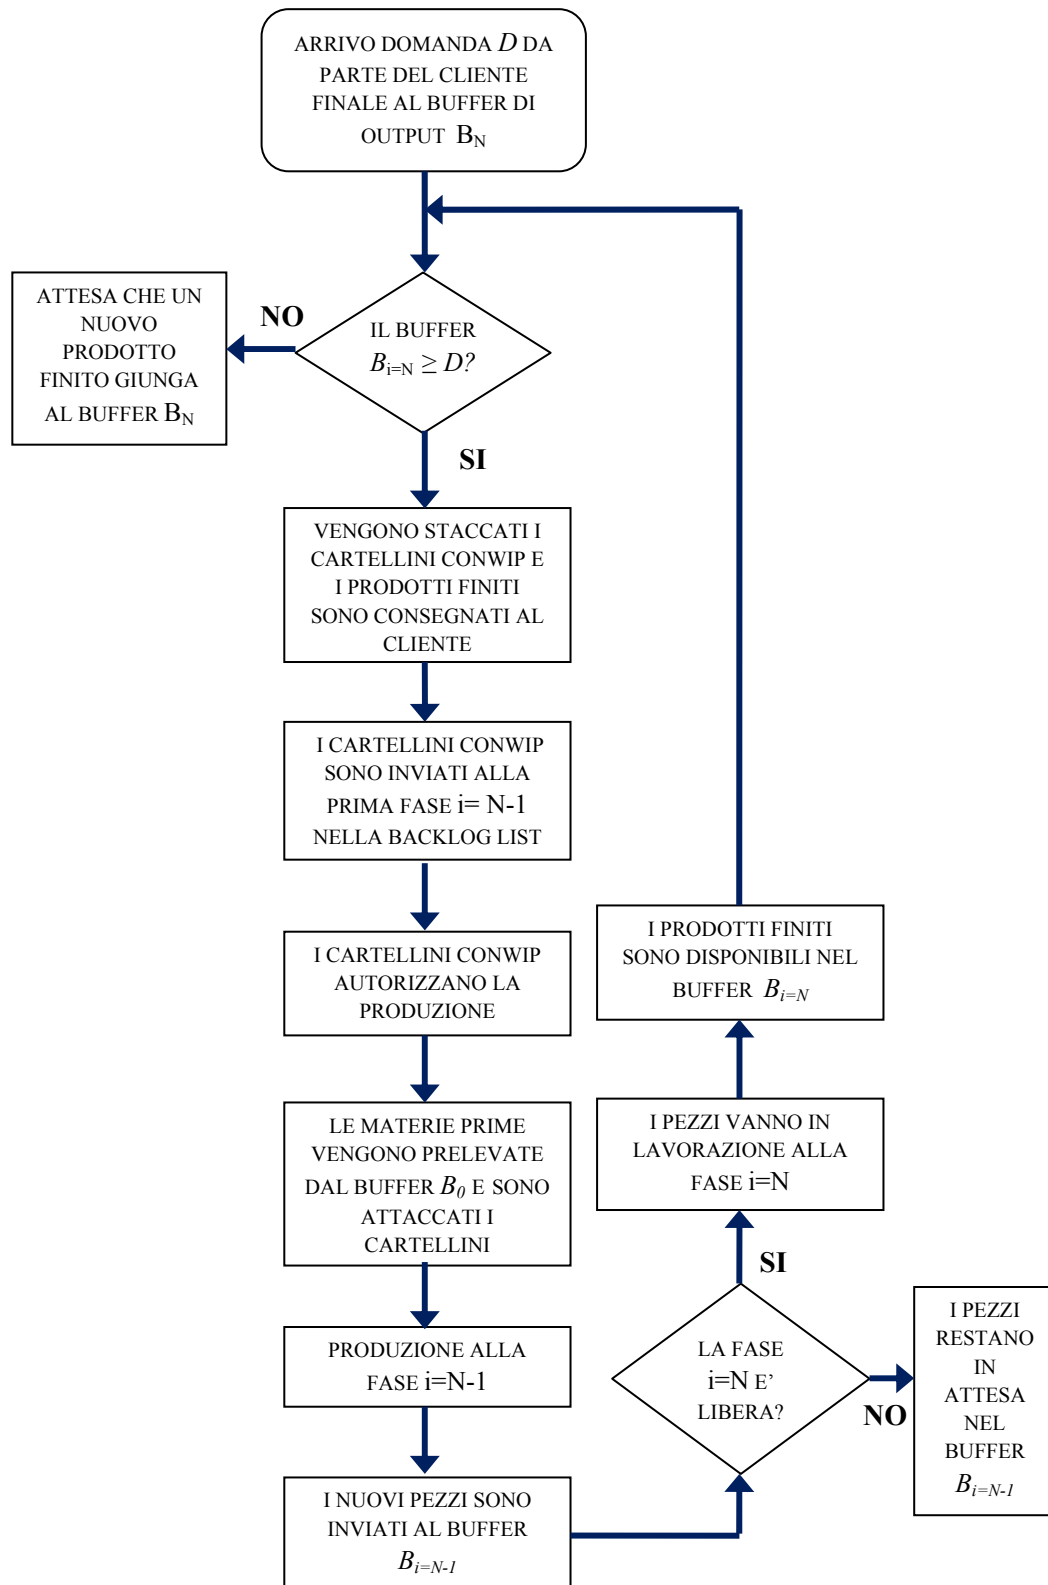 ARRIVO DOMANDA D DA
PARTE DEL CLIENTE
FINALE AL BUFFER DI
OUTPUT B_N
ATTESA CHE UN
NUOVO
PRODOTTO
FINITO GIUNGA
AL BUFFER B_N
NO
IL BUFFER
B_{i=N} ≥ D?
SI
VENGONO STACCATI I
CARTELLINI CONWIP E
I PRODOTTI FINITI
SONO CONSEGNATI AL
CLIENTE
I CARTELLINI CONWIP
SONO INVIATI ALLA
PRIMA FASE i= N-1
NELLA BACKLOG LIST
I CARTELLINI CONWIP
AUTORIZZANO LA
PRODUZIONE
LE MATERIE PRIME
VENGONO PRELEVATE
DAL BUFFER B_0 E SONO
ATTACCATI I
CARTELLINI
PRODUZIONE ALLA
FASE i=N-1
I NUOVI PEZZI SONO
INVIATI AL BUFFER
B_{i=N-1}
LA FASE
i=N E’
LIBERA?
NO
I PEZZI
RESTANO
IN
ATTESA
NEL
BUFFER
B_{i=N-1}
SI
I PEZZI VANNO IN
LAVORAZIONE ALLA
FASE i=N
I PRODOTTI FINITI
SONO DISPONIBILI NEL
BUFFER B_{i=N}